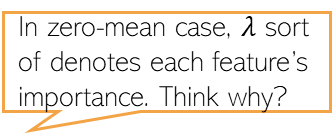 In zero-mean case, λ sort
of denotes each feature's
importance. Think why?